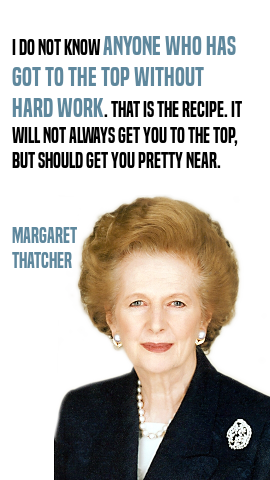 I DO NOT KNOW ANYONE WHO HAS
GOT TO THE TOP WITHOUT
HARD WORK. THAT IS THE RECIPE. IT
WILL NOT ALWAYS GET YOU TO THE TOP,
BUT SHOULD GET YOU PRETTY NEAR.
MARGARET
THATCHER